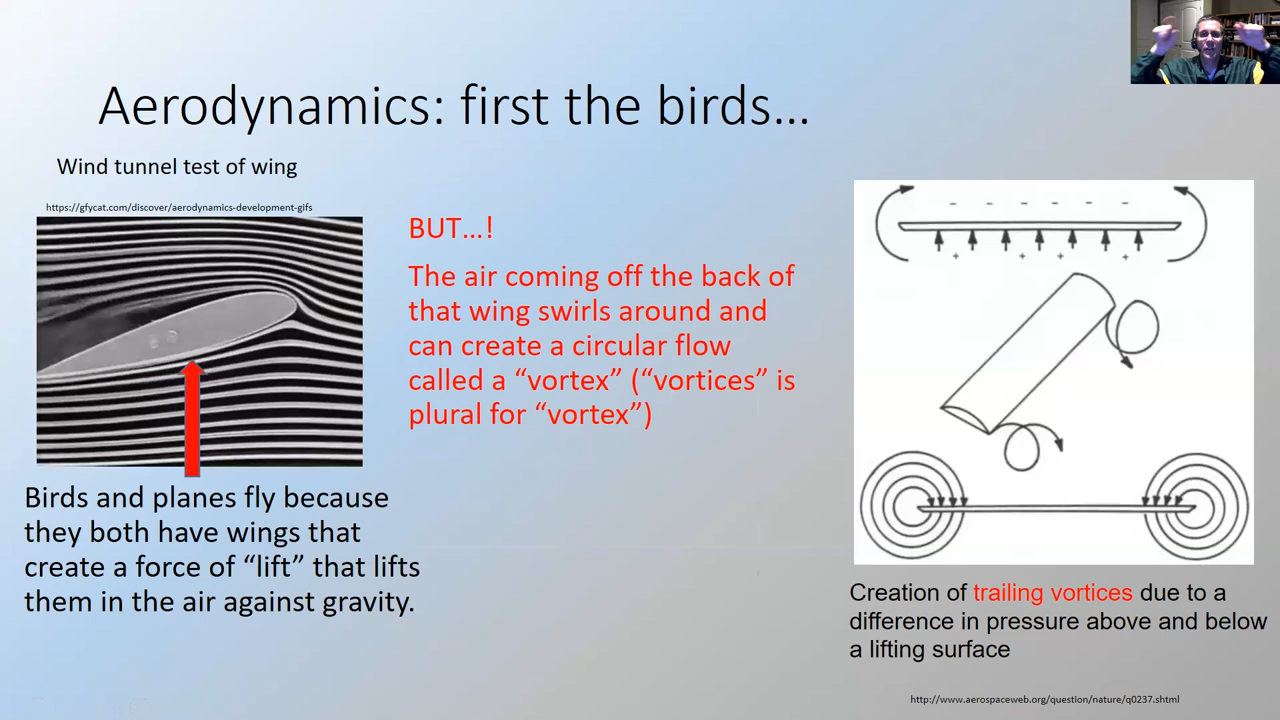 Aerodynamics: first the birds...
Wind tunnel test of wing
https://gfycat.com/discover/aerodynamics-development-gifs
BUT...!
The air coming off the back of
that wing swirls around and
can create a circular flow
called a “vortex” (“vortices” is
plural for “vortex”)
Birds and planes fly because
they both have wings that
create a force of “lift” that lifts
them in the air against gravity.
- - - - - -
+ + + +
Creation of trailing vortices due to a
difference in pressure above and below
a lifting surface
http://www.aerospaceweb.org/question/nature/q0237.shtml